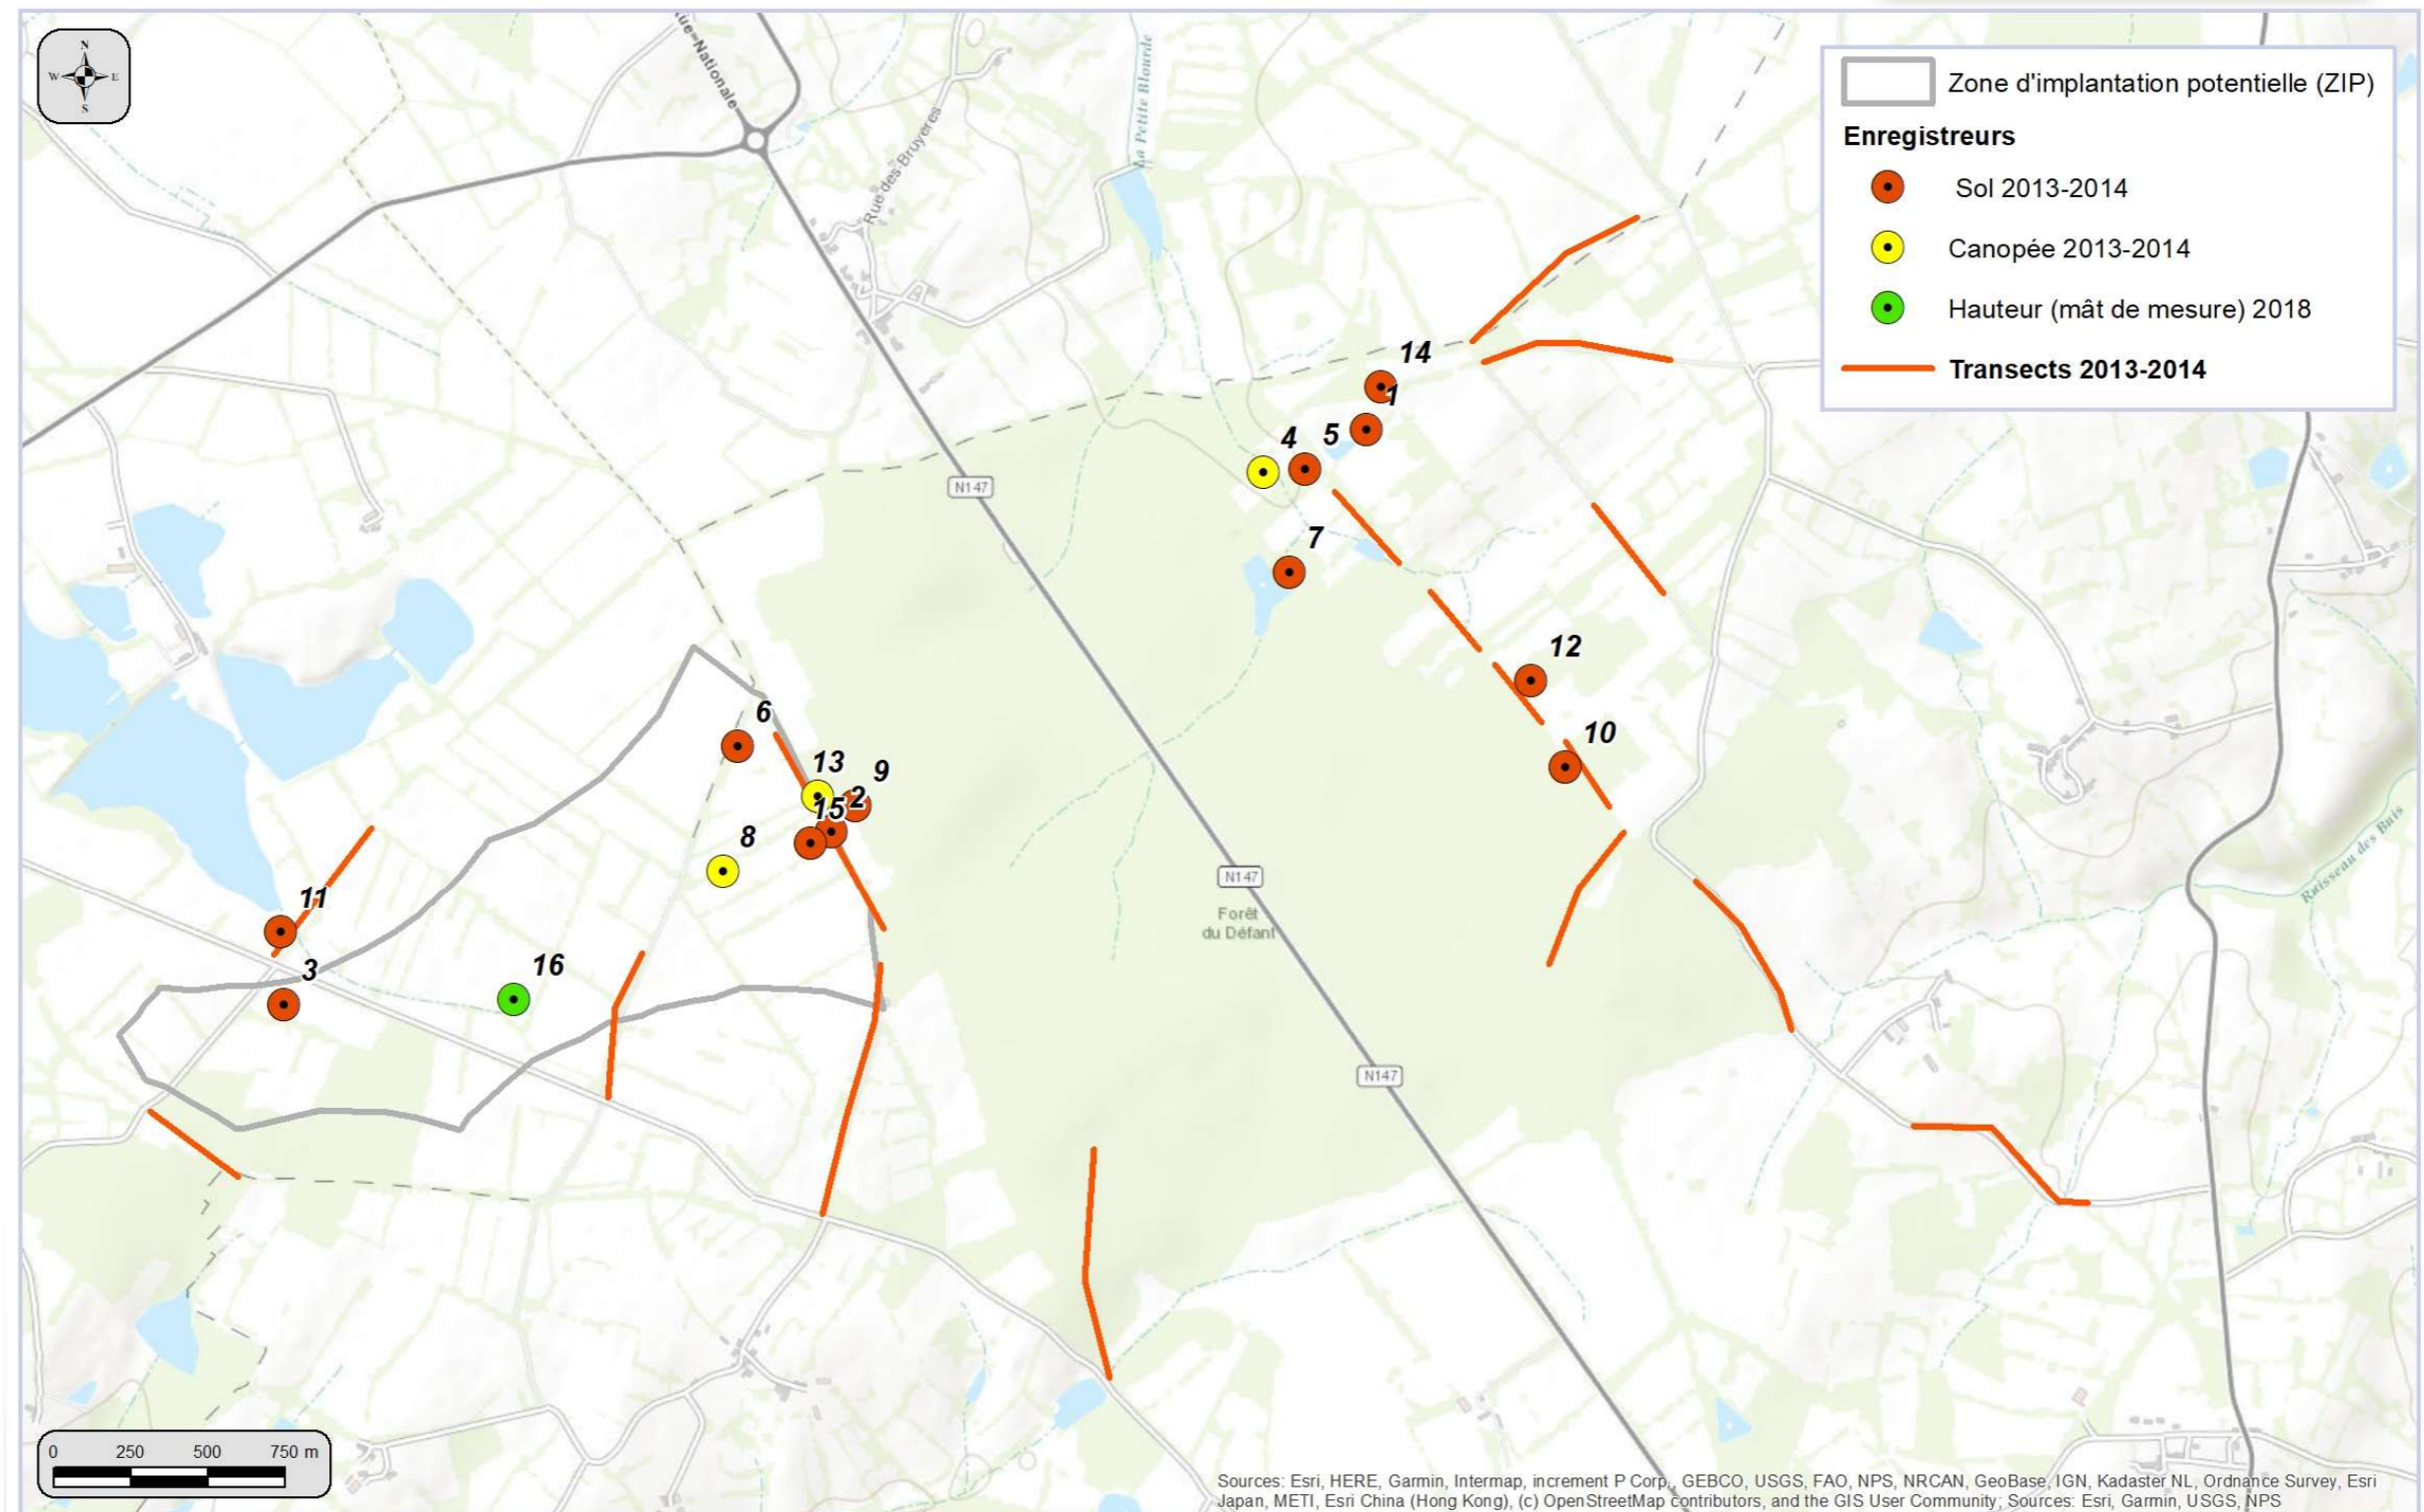 N
W E
S
Rue-Nationale
Rue des Bruyères
La Petite Blourde
Zone d'implantation potentielle (ZIP)
Enregistreurs
Sol 2013-2014
Canopée 2013-2014
Hauteur (mât de mesure) 2018
Transects 2013-2014
14
1
4
5
N147
7
12
6
10
13
9
2
15
8
N147
Forêt
du Défant
Ruisseau des Buis
11
16
3
N147
0 250 500 750 m
Sources: Esri, HERE, Garmin, Intermap, increment P Corp., GEBCO, USGS, FAO, NPS, NRCAN, GeoBase, IGN, Kadaster NL, Ordnance Survey, Esri
Japan, METI, Esri China (Hong Kong), (c) OpenStreetMap contributors, and the GIS User Community; Sources: Esri, Garmin, USGS, NPS